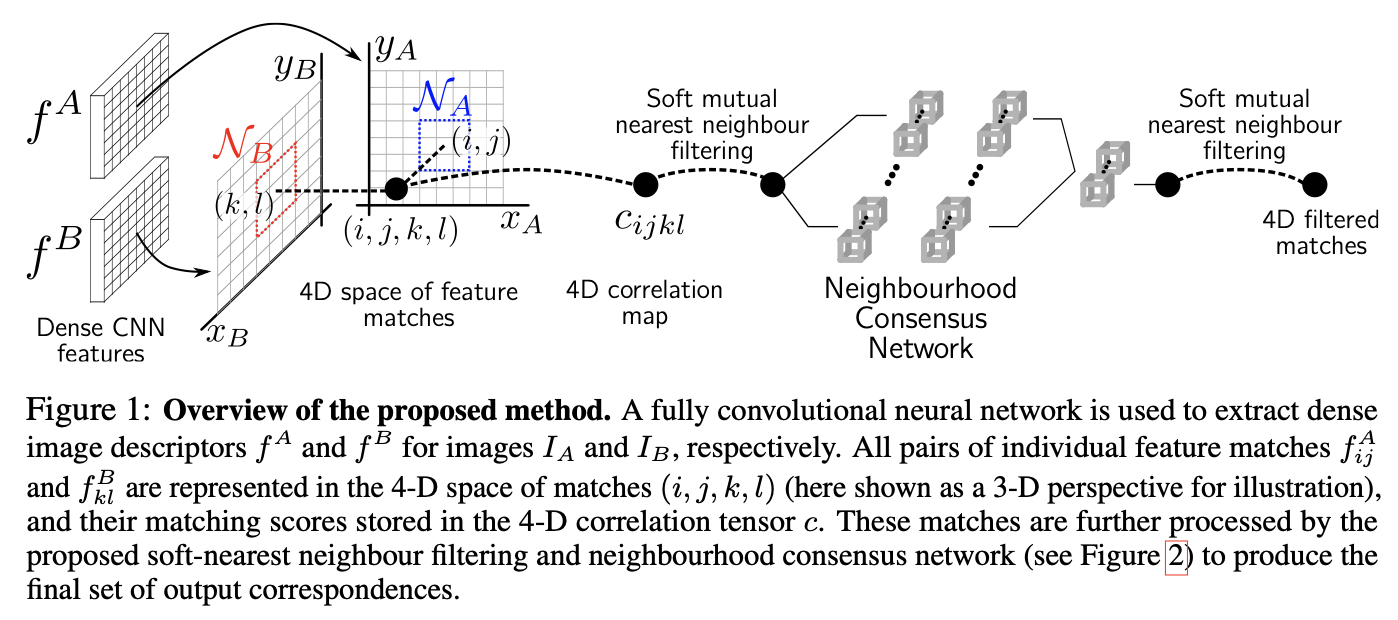 f^A
f^B
Dense CNN
features
y_B
N_B
(k, l)
x_B
y_A
N_A
(i, j)
(i, j, k, l)
x_A
4D space of feature
matches
c_{ijkl}
4D correlation
map
Soft mutual
nearest neighbour
filtering
Neighbourhood
Consensus
Network
Soft mutual
nearest neighbour
filtering
4D filtered
matches
Figure 1: Overview of the proposed method. A fully convolutional neural network is used to extract dense
image descriptors f^A and f^B for images I_A and I_B, respectively. All pairs of individual feature matches f^A_{ij}
and f^B_{kl} are represented in the 4-D space of matches (i, j, k, l) (here shown as a 3-D perspective for illustration),
and their matching scores stored in the 4-D correlation tensor c. These matches are further processed by the
proposed soft-nearest neighbour filtering and neighbourhood consensus network (see Figure 2) to produce the
final set of output correspondences.